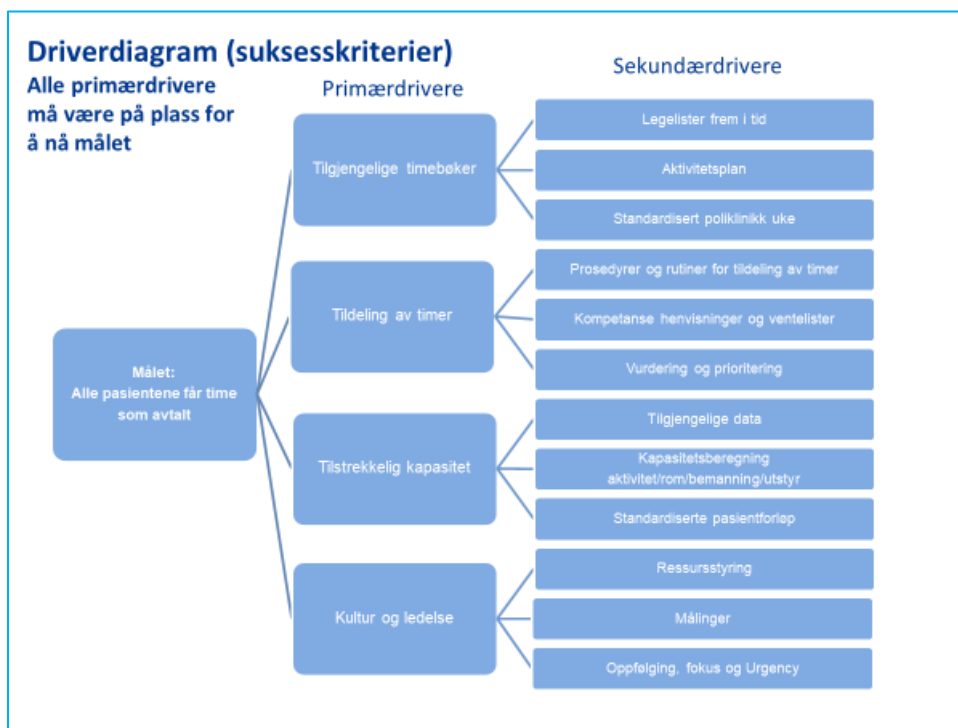 Driverdiagram (suksesskriterier)
Alle primærdrivere
må være på plass for
å nå målet
Primærdrivere
Sekundærdrivere
Målet:
Alle pasientene får time
som avtalt
Tilgjengelige timebøker
Legelister frem i tid
Aktivitetsplan
Standardisert poliklinikk uke
Tildeling av timer
Prosedyrer og rutiner for tildeling av timer
Kompetanse henvisninger og ventelister
Vurdering og prioritering
Tilstrekkelig kapasitet
Tilgjengelige data
Kapasitetsberegning
aktivitet/rom/bemanning/utstyr
Standardiserte pasientforløp
Kultur og ledelse
Ressursstyring
Målinger
Oppfølging, fokus og Urgency